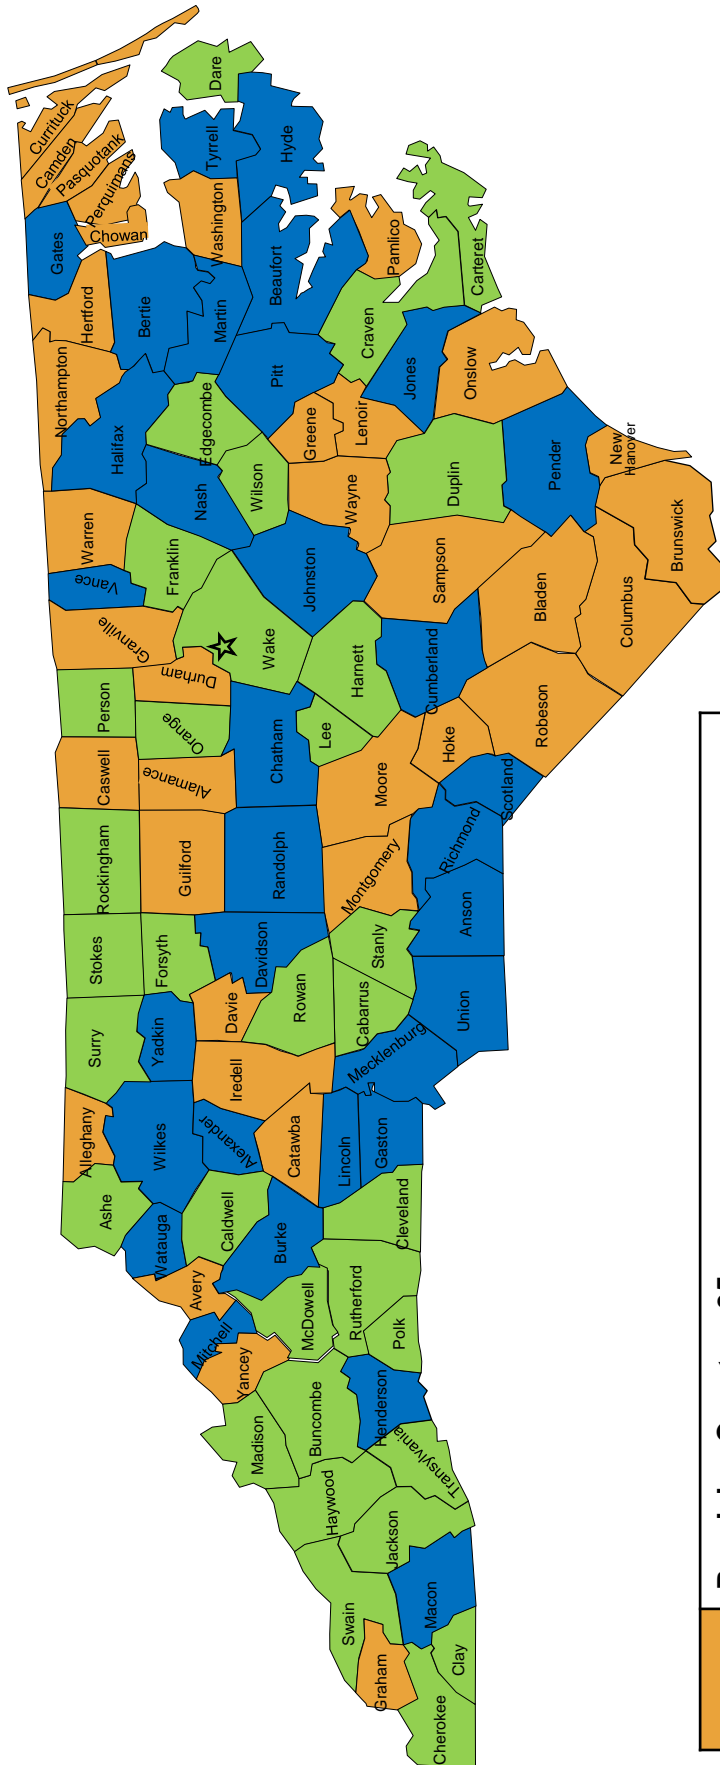 Currituck
Camden
Pasquotank
Perquimans
Chowan
Gates
Hertford
Northampton
Halifax
Bertie
Martin
Washington
Tyrrell
Dare
Hyde
Beaufort
Pamlico
Craven
Carteret
Jones
Onslow
Pitt
Greene
Lenoir
Edgecombe
Wilson
Nash
Wayne
Duplin
Pender
New
Hanover
Brunswick
Columbus
Bladen
Sampson
Johnston
Warren
Vance
Franklin
Granville
Wake
Durham
Person
Orange
Harnett
Cumberland
Robeson
Hoke
Lee
Chatham
Caswell
Alamance
Moore
Scotland
Richmond
Montgomery
Randolph
Guilford
Rockingham
Stokes
Forsyth
Davidson
Stanly
Anson
Union
Cabarrus
Rowan
Davie
Yadkin
Surry
Iredell
Mecklenburg
Alleghany
Wilkes
Alexander
Catawba
Lincoln
Gaston
Ashe
Watauga
Caldwell
Burke
Cleveland
Avery
Mitchell
McDowell
Rutherford
Polk
Yancey
Madison
Buncombe
Henderson
Transylvania
Haywood
Jackson
Swain
Macon
Graham
Clay
Cherokee